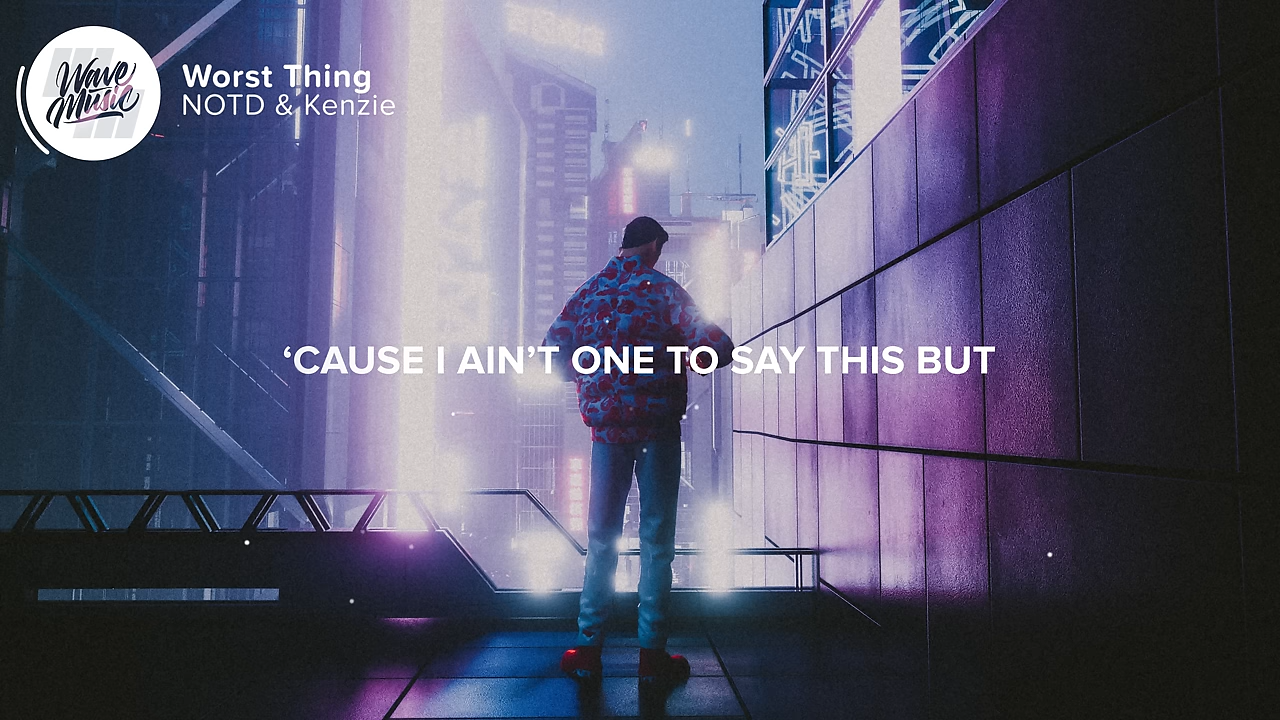 Wave
Music
Worst Thing
NOTD & Kenzie
‘CAUSE I AIN’T ONE TO SAY THIS BUT